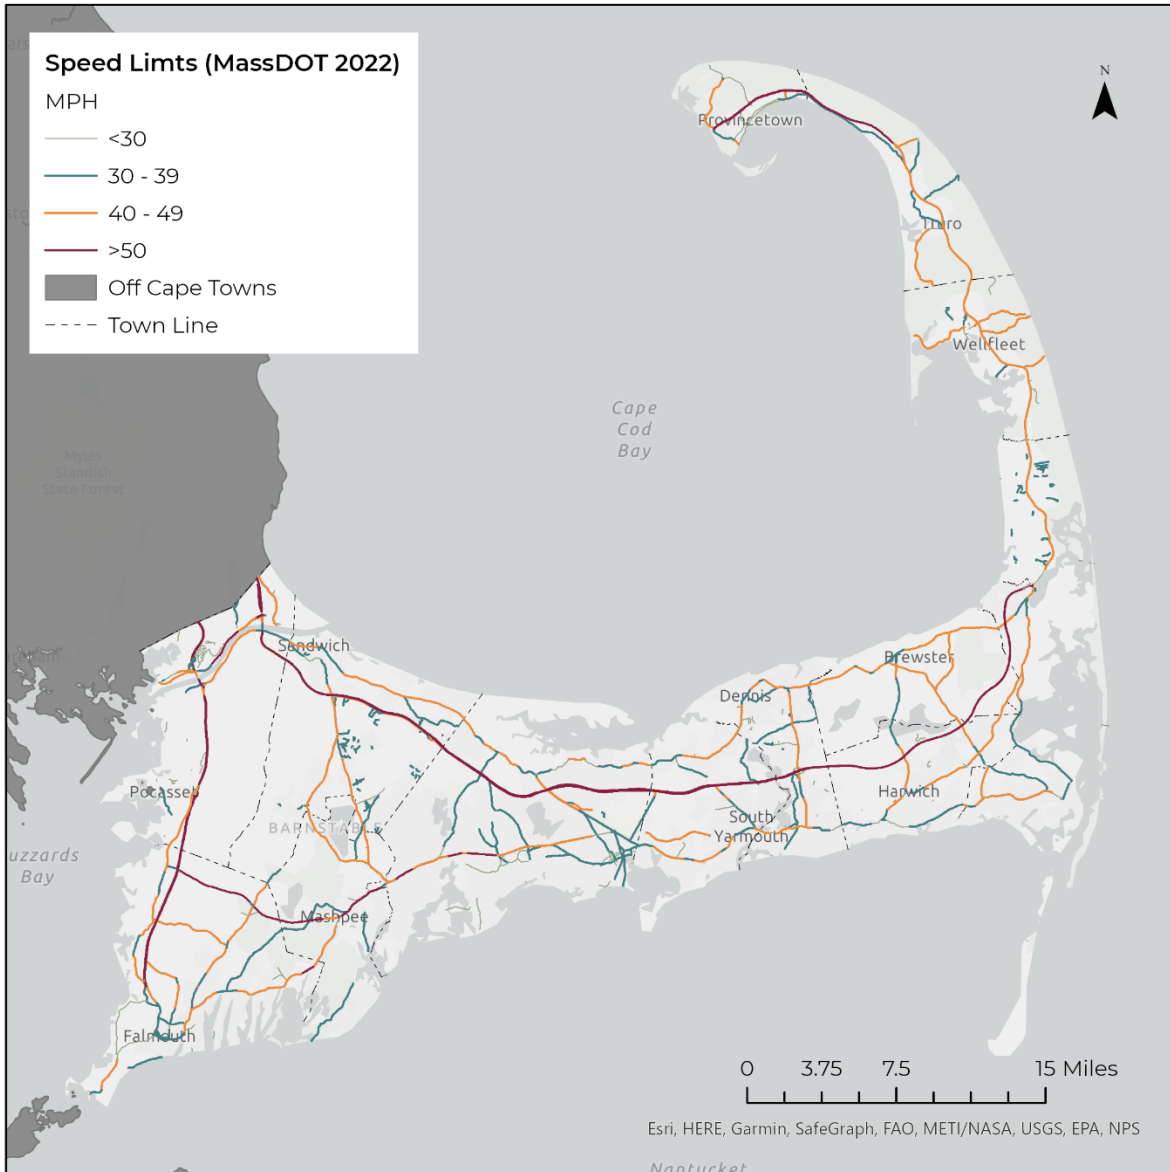 Speed Limts (MassDOT 2022)
MPH
<30
30 - 39
40 - 49
>50
Off Cape Towns
Town Line
N
Provincetown
Truro
Wellfleet
Cape
Cod
Bay
Myles
Standish
State Forest
Sandwich
Brewster
Dennis
Pocasset
Harwich
South
Yarmouth
BARNSTABLE
uzzards
Bay
Mashpee
Falmouth
0 3.75 7.5 15 Miles
Esri, HERE, Garmin, SafeGraph, FAO, METI/NASA, USGS, EPA, NPS
Nantucket